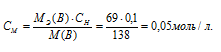 C_M = M_Э(B) · C_H / M(B) = 69 · 0,1 / 138 = 0,05 моль / л.